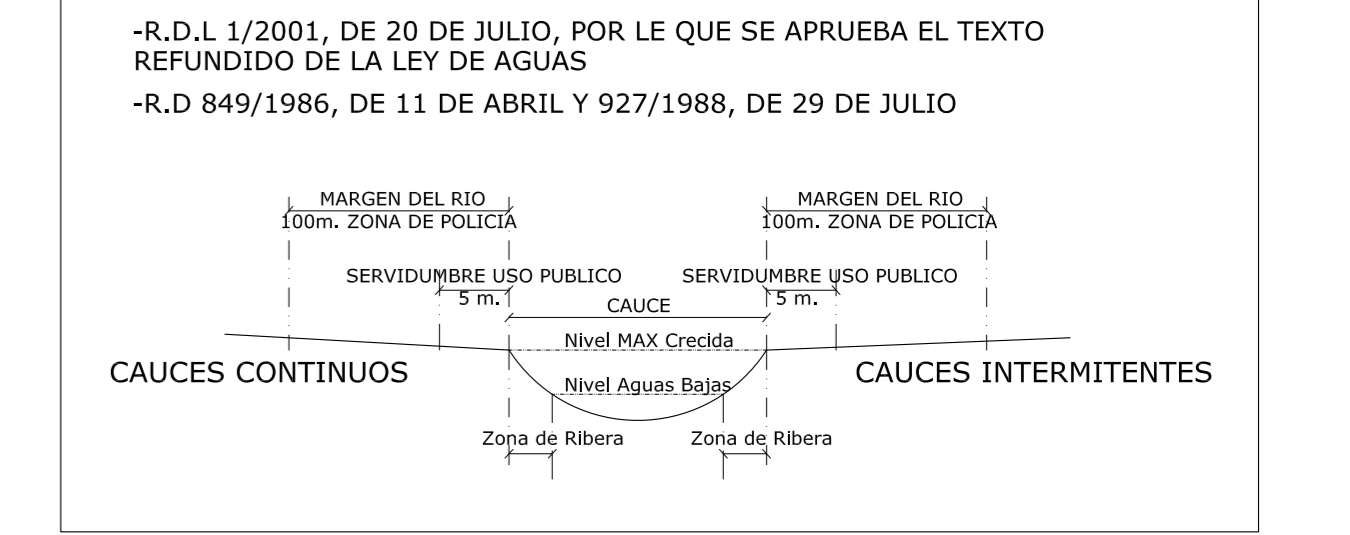 -R.D.L 1/2001, DE 20 DE JULIO, POR LE QUE SE APRUEBA EL TEXTO
REFUNDIDO DE LA LEY DE AGUAS
-R.D 849/1986, DE 11 DE ABRIL Y 927/1988, DE 29 DE JULIO
MARGEN DEL RIO
100m. ZONA DE POLICIA
MARGEN DEL RIO
100m. ZONA DE POLICIA
SERVIDUMBRE USO PUBLICO
5 m.
SERVIDUMBRE USO PUBLICO
5 m.
CAUCE
Nivel MAX Crecida
CAUCES CONTINUOS
CAUCES INTERMITENTES
Nivel Aguas Bajas
Zona de Ribera
Zona de Ribera